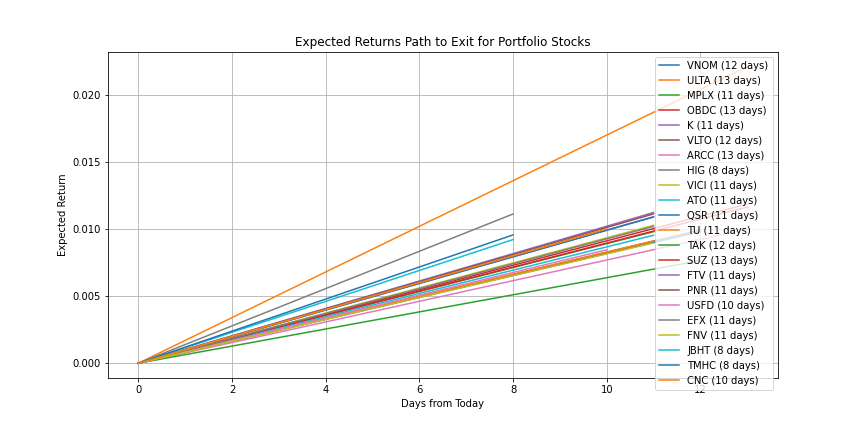 Expected Returns Path to Exit for Portfolio Stocks
Expected Return
0.020
0.015
0.010
0.005
0.000
VNOM (12 days)
ULTA (13 days)
MPLX (11 days)
OBDC (13 days)
K (11 days)
VLTO (12 days)
ARCC (13 days)
HIG (8 days)
VICI (11 days)
ATO (11 days)
QSR (11 days)
TU (11 days)
TAK (12 days)
SUZ (13 days)
FTV (11 days)
PNR (11 days)
USFD (10 days)
EFX (11 days)
FNV (11 days)
JBHT (8 days)
TMHC (8 days)
CNC (10 days)
0 2 4 6 8 10 12
Days from Today